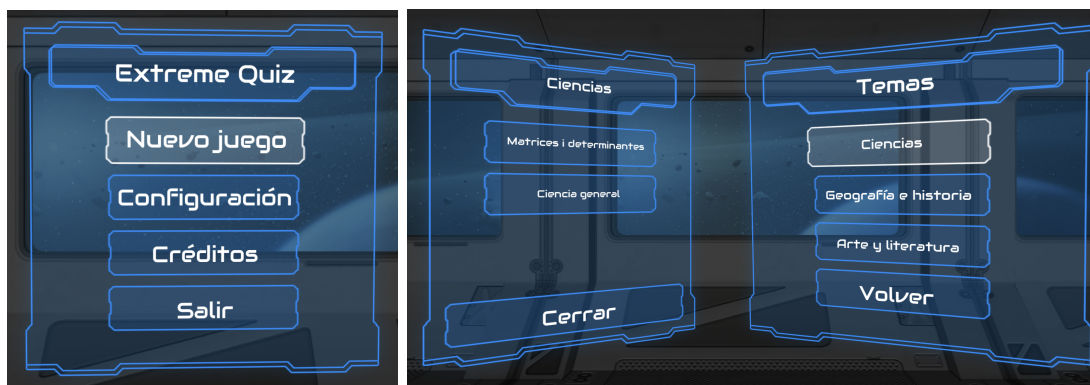 Extreme Quiz
Nuevo juego
Configuración
Créditos
Salir
Ciencias
Matrices i determinantes
Ciencia general
Cerrar
Temas
Ciencias
Geografía e historia
Arte y literatura
Volver